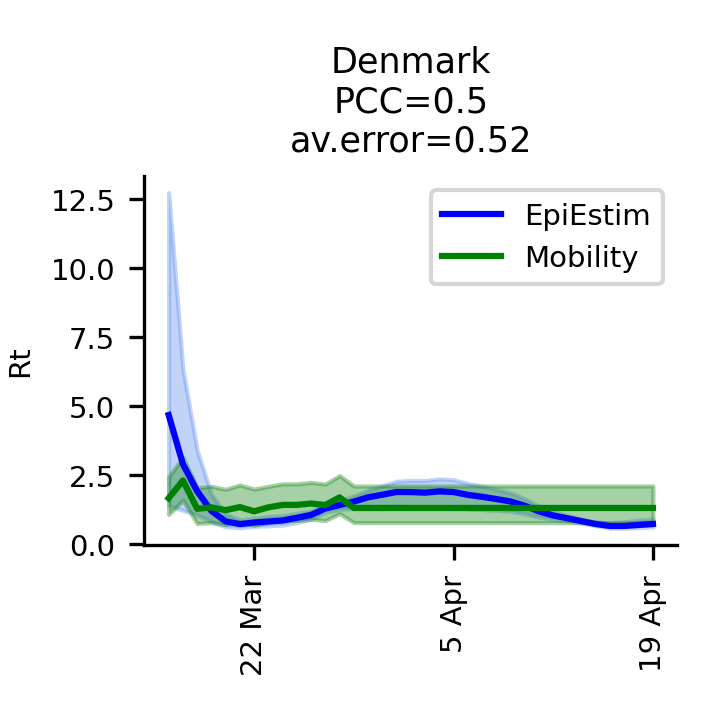 Denmark
PCC=0.5
av.error=0.52
EpiEstim
Mobility
12.5
10.0
7.5
5.0
2.5
0.0
Rt
22 Mar
5 Apr
19 Apr